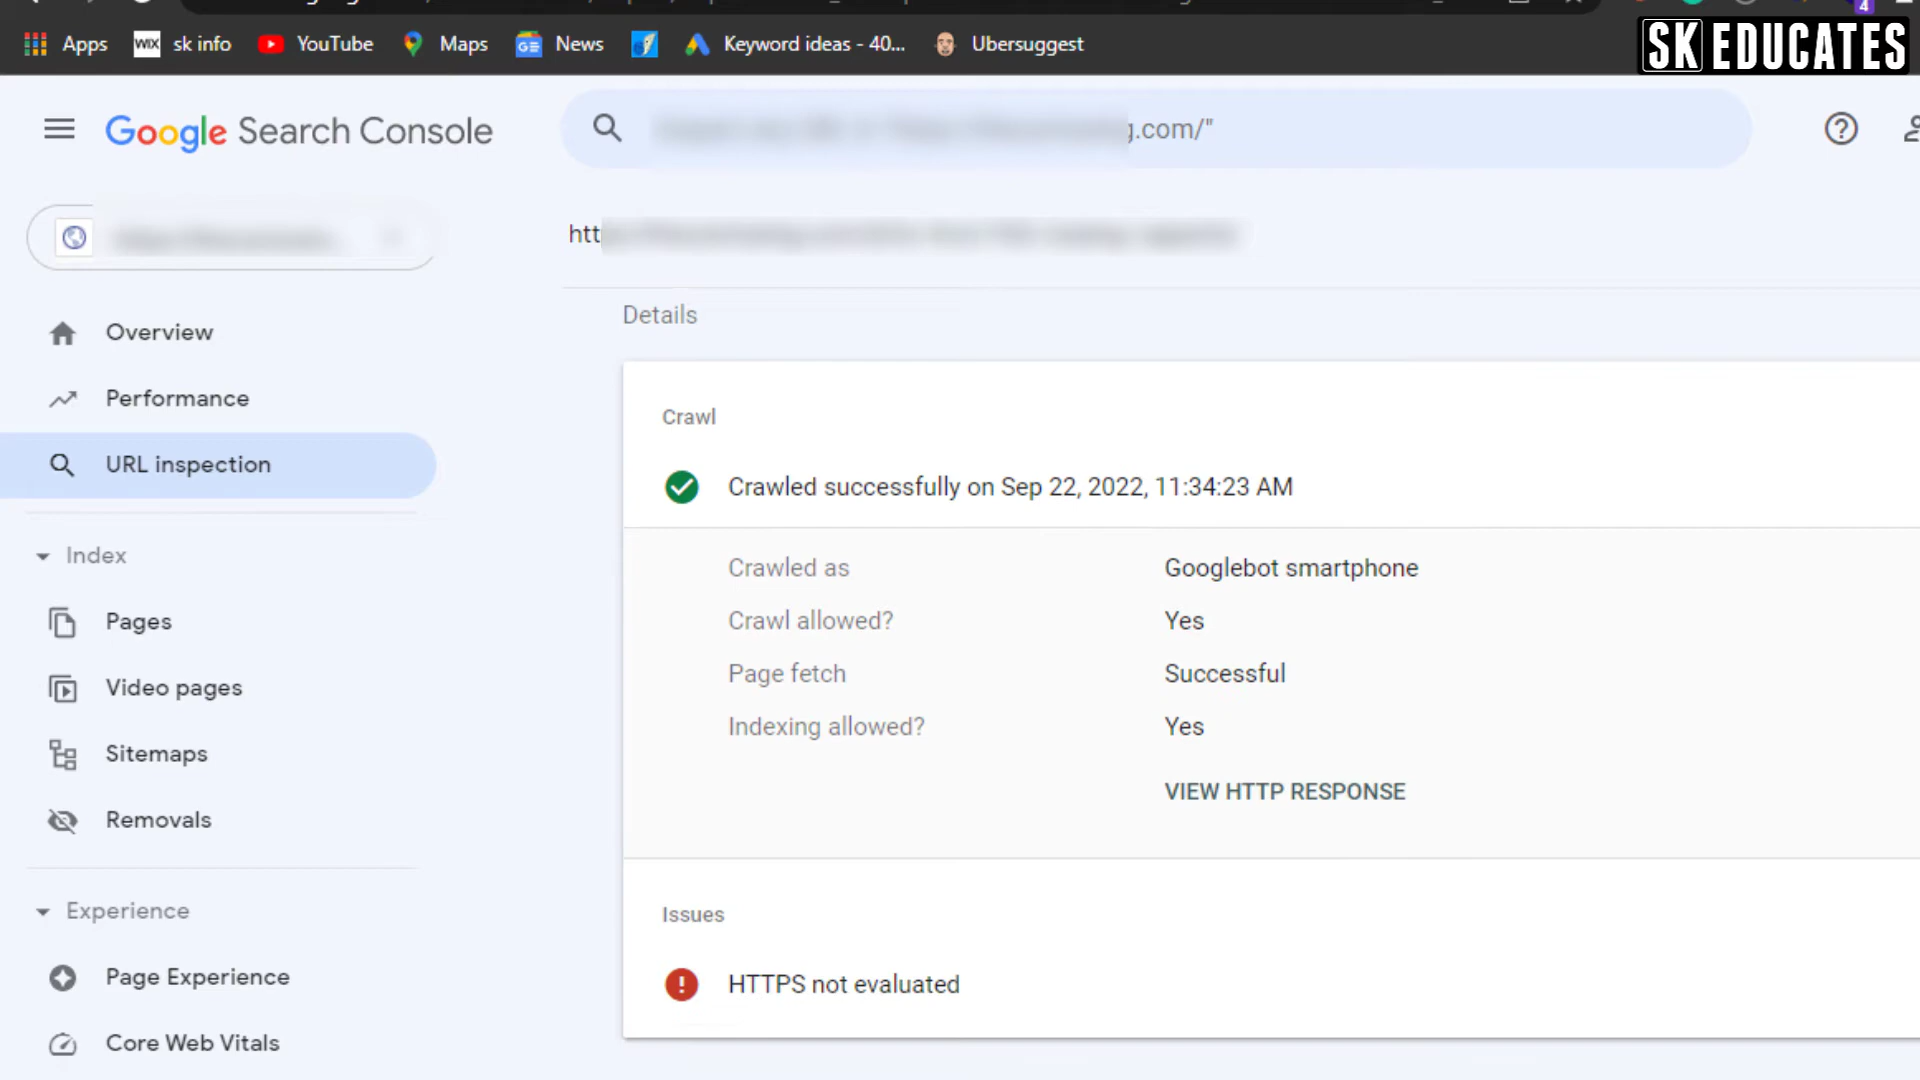 Apps
WIX sk info
YouTube
Maps
GE News
Keyword ideas - 40...
Ubersuggest
4
SK EDUCATES
Google Search Console
.com/"
htt
Overview
Performance
URL inspection
Index
Pages
Video pages
Sitemaps
Removals
Experience
Page Experience
Core Web Vitals
Details
Crawl
Crawled successfully on Sep 22, 2022, 11:34:23 AM
Crawled as Googlebot smartphone
Crawl allowed? Yes
Page fetch Successful
Indexing allowed? Yes
VIEW HTTP RESPONSE
Issues
HTTPS not evaluated